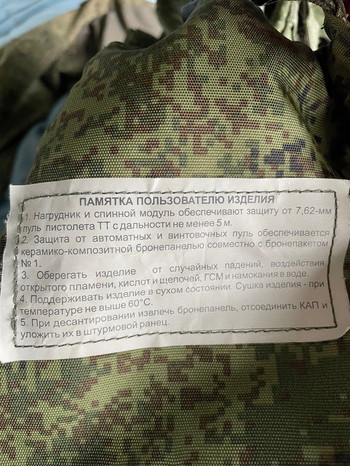 ПАМЯТКА ПОЛЬЗОВАТЕЛЮ ИЗДЕЛИЯ
1. Нагрудник и спинной модуль обеспечивают защиту от 7,62-мм
пуль пистолета ТТ с дальности не менее 5 м.
2. Защита от автоматных и винтовочных пуль обеспечивается
керамико-композитной бронепанелью совместно с бронепакетом
№ 1.
3. Оберегать изделие от случайных падений, воздействия
открытого пламени, кислот и щелочей, ГСМ и намокания в воде.
4. Поддерживать изделие в сухом состоянии. Сушка изделия - при
температуре не выше 60°С.
5. При десантировании извлечь бронепанель, отсоединить КАП и
уложить их в штурмовой ранец.